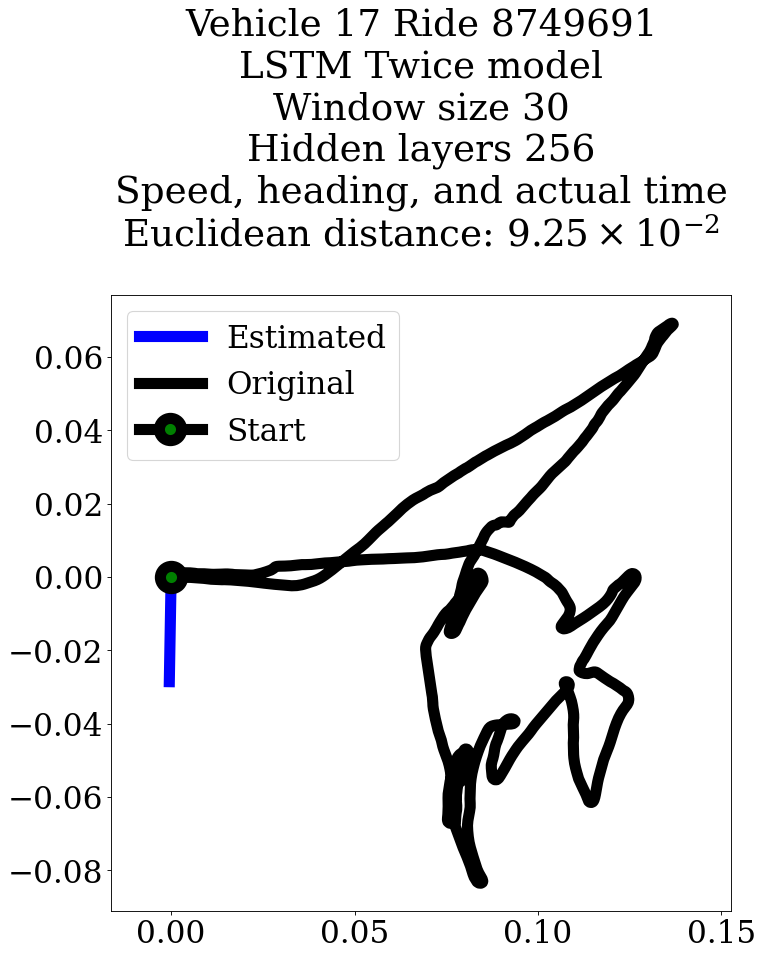 Vehicle 17 Ride 8749691
LSTM Twice model
Window size 30
Hidden layers 256
Speed, heading, and actual time
Euclidean distance: 9.25 × 10⁻²
Estimated
Original
Start
0.06
0.04
0.02
0.00
−0.02
−0.04
−0.06
−0.08
0.00 0.05 0.10 0.15